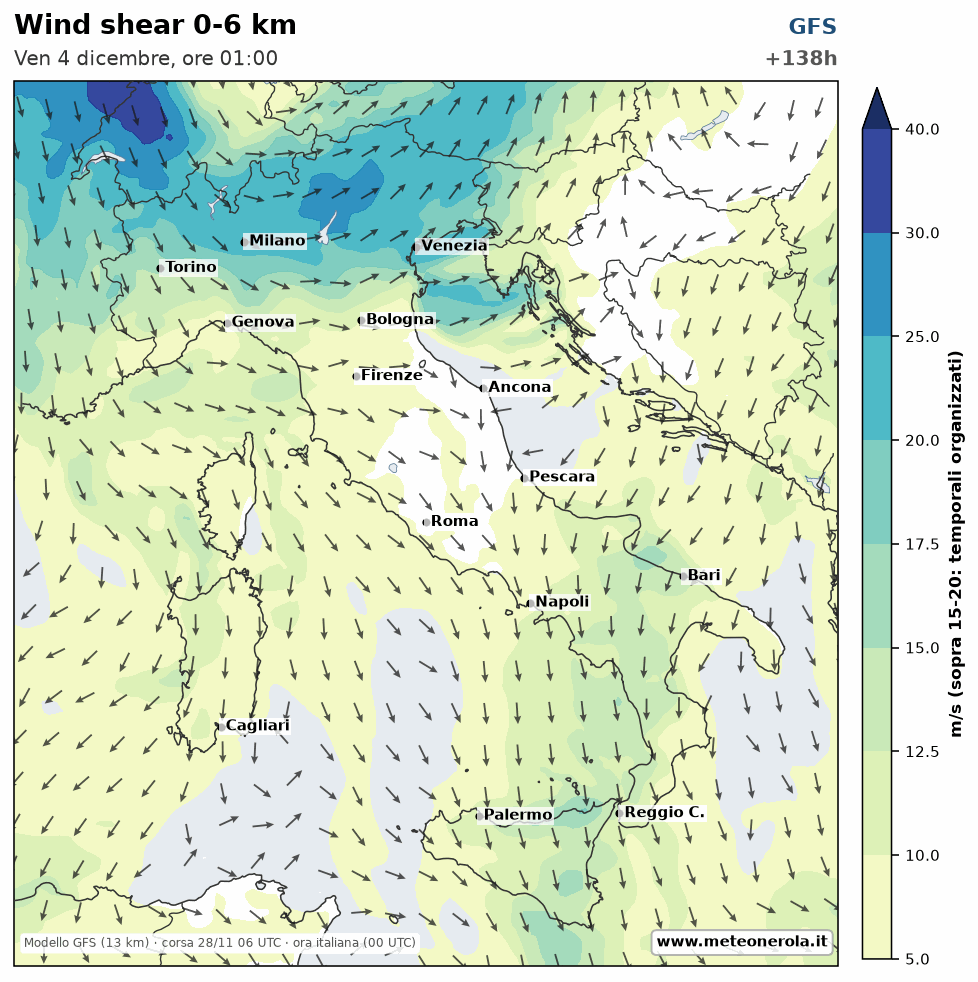 Wind shear 0-6 km
GFS
Ven 4 dicembre, ore 01:00
+138h
Milano
Venezia
Torino
Genova
Bologna
Firenze
Ancona
Pescara
Roma
Bari
Napoli
Cagliari
Palermo
Reggio C.
40.0
30.0
25.0
20.0
17.5
15.0
12.5
10.0
5.0
m/s (sopra 15-20: temporali organizzati)
Modello GFS (13 km) · corsa 28/11 06 UTC · ora italiana (00 UTC)
www.meteonerola.it